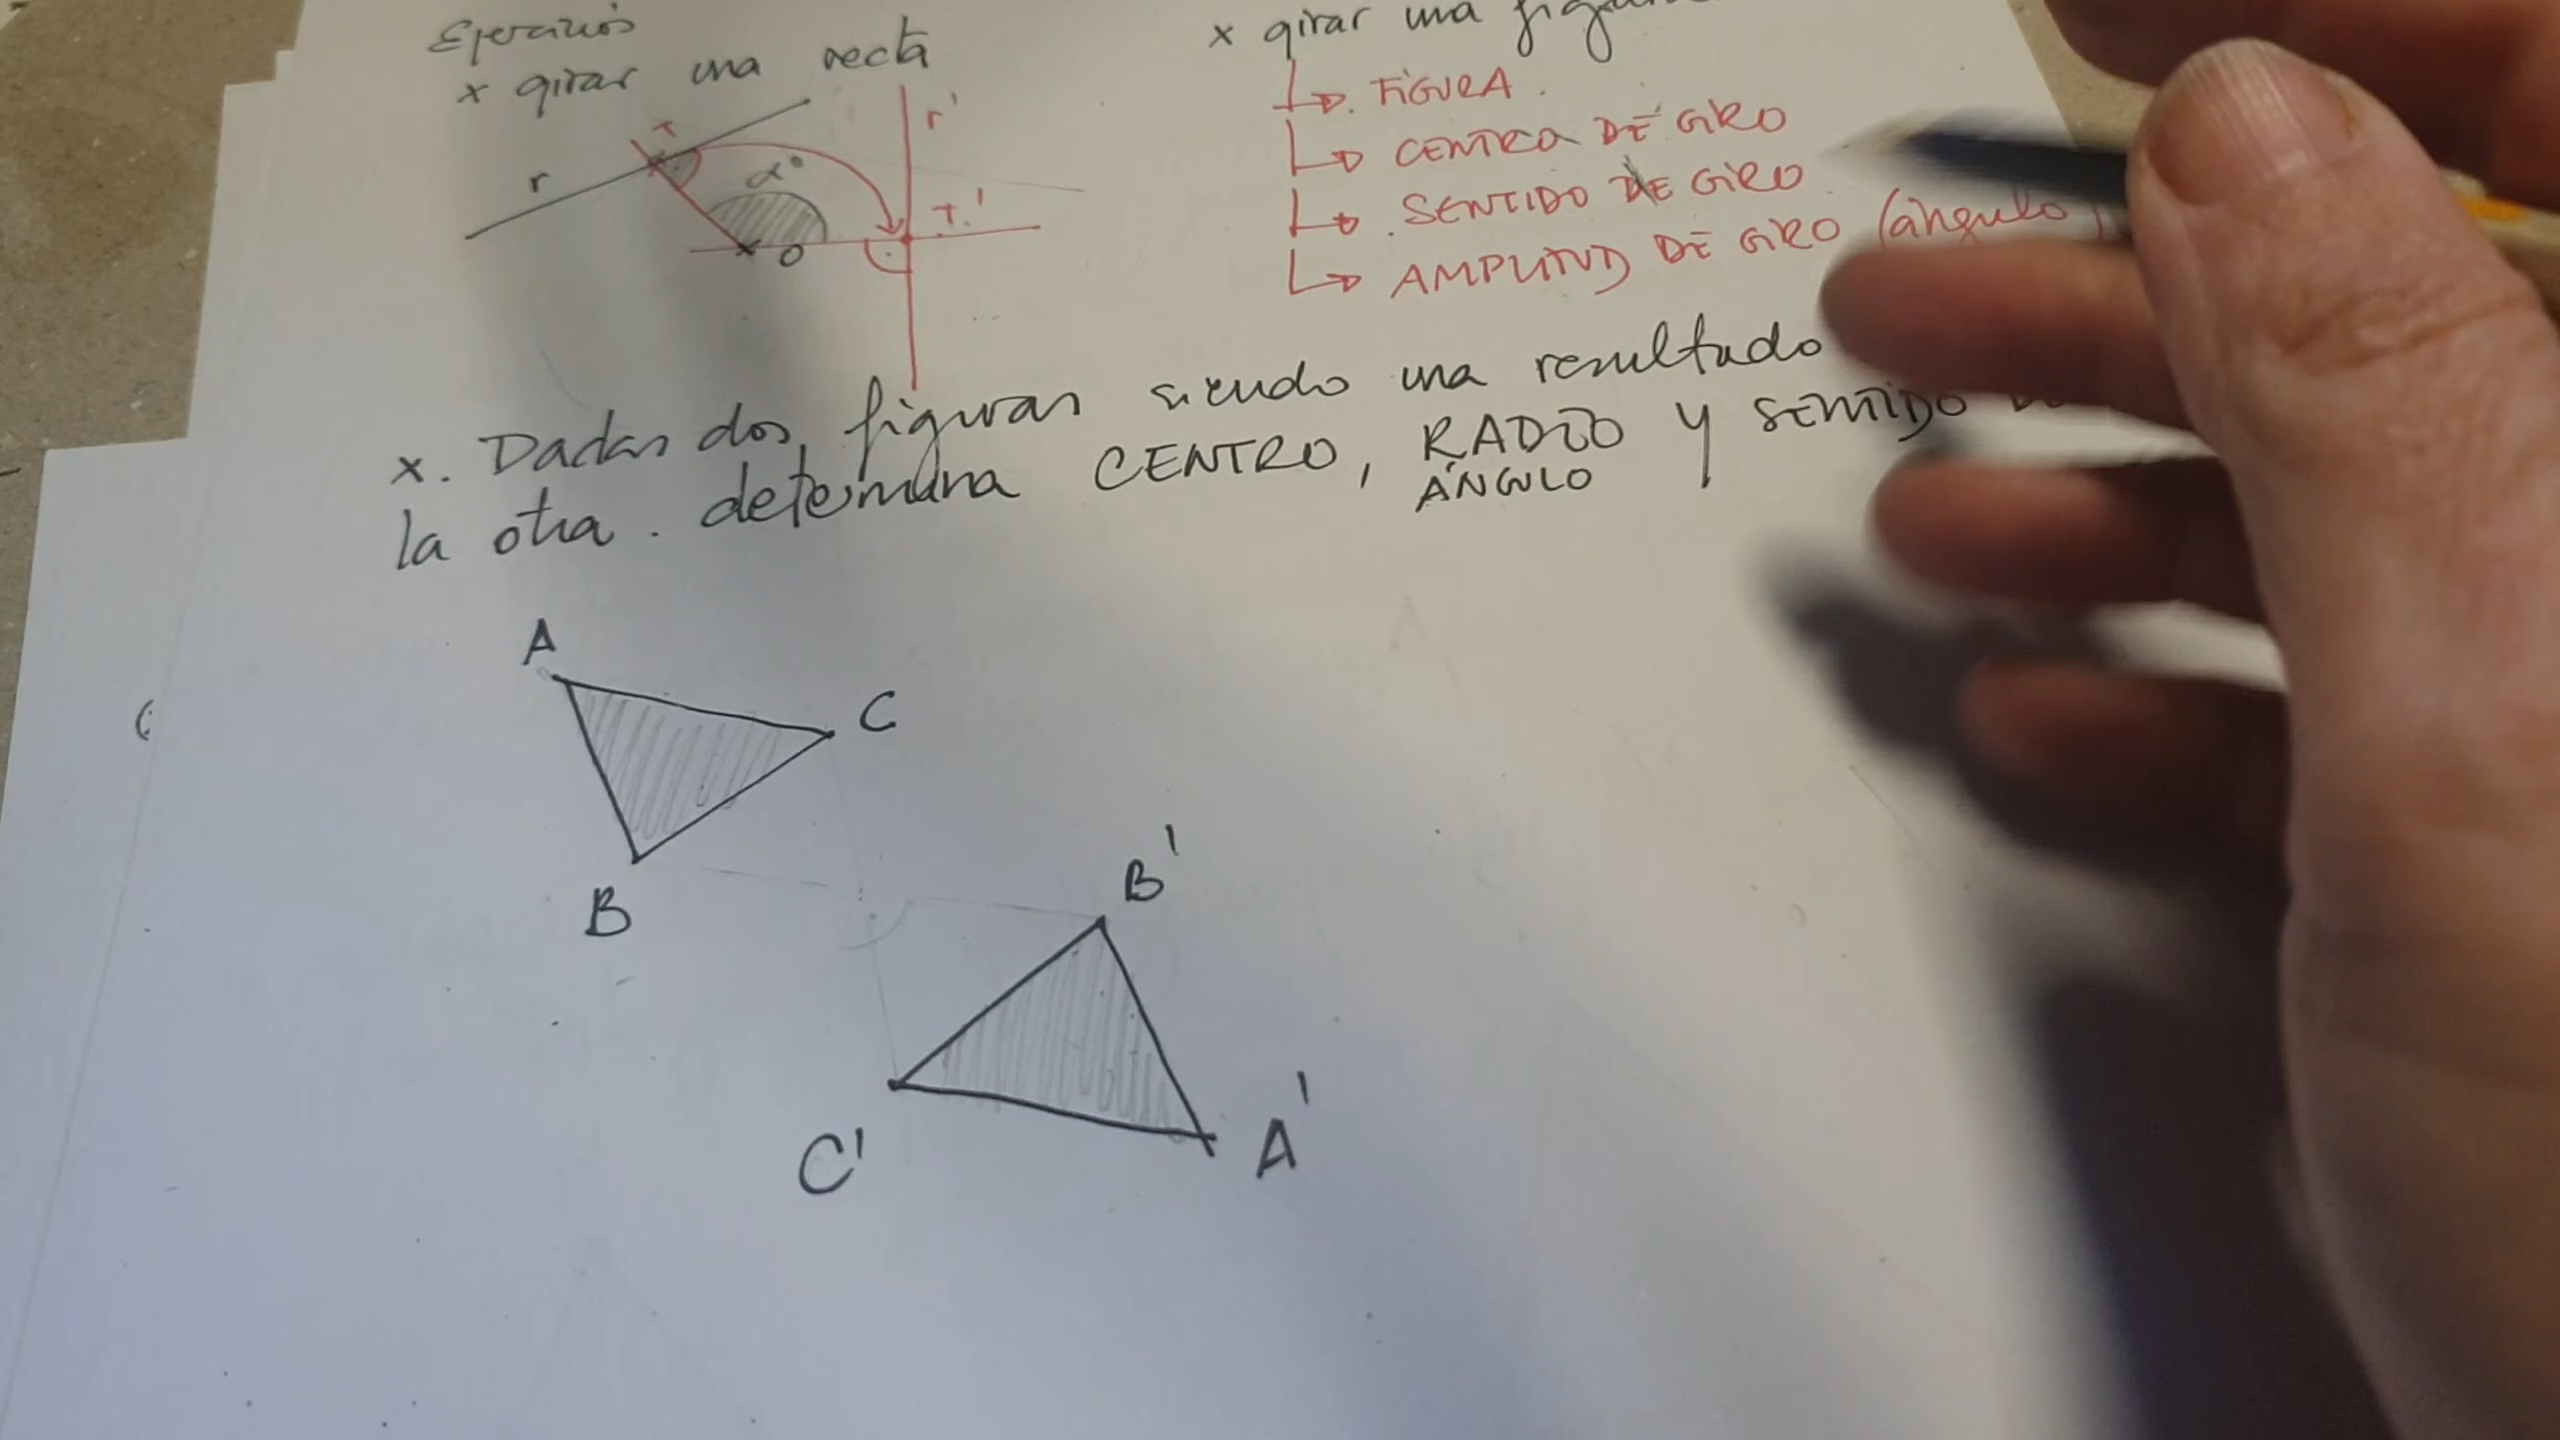 Ejercicios
x girar una recta
r
T
α°
O
r'
T.'
x girar una figura
FIGURA.
CENTRO DE GIRO
SENTIDO DE GIRO
AMPLITUD DE GIRO (ángulo)
x. Dadas dos figuras siendo una resultado
la otra. determina CENTRO, RADIO Y SENTIDO
ÁNGULO
A
C
B
B'
C'
A'
(